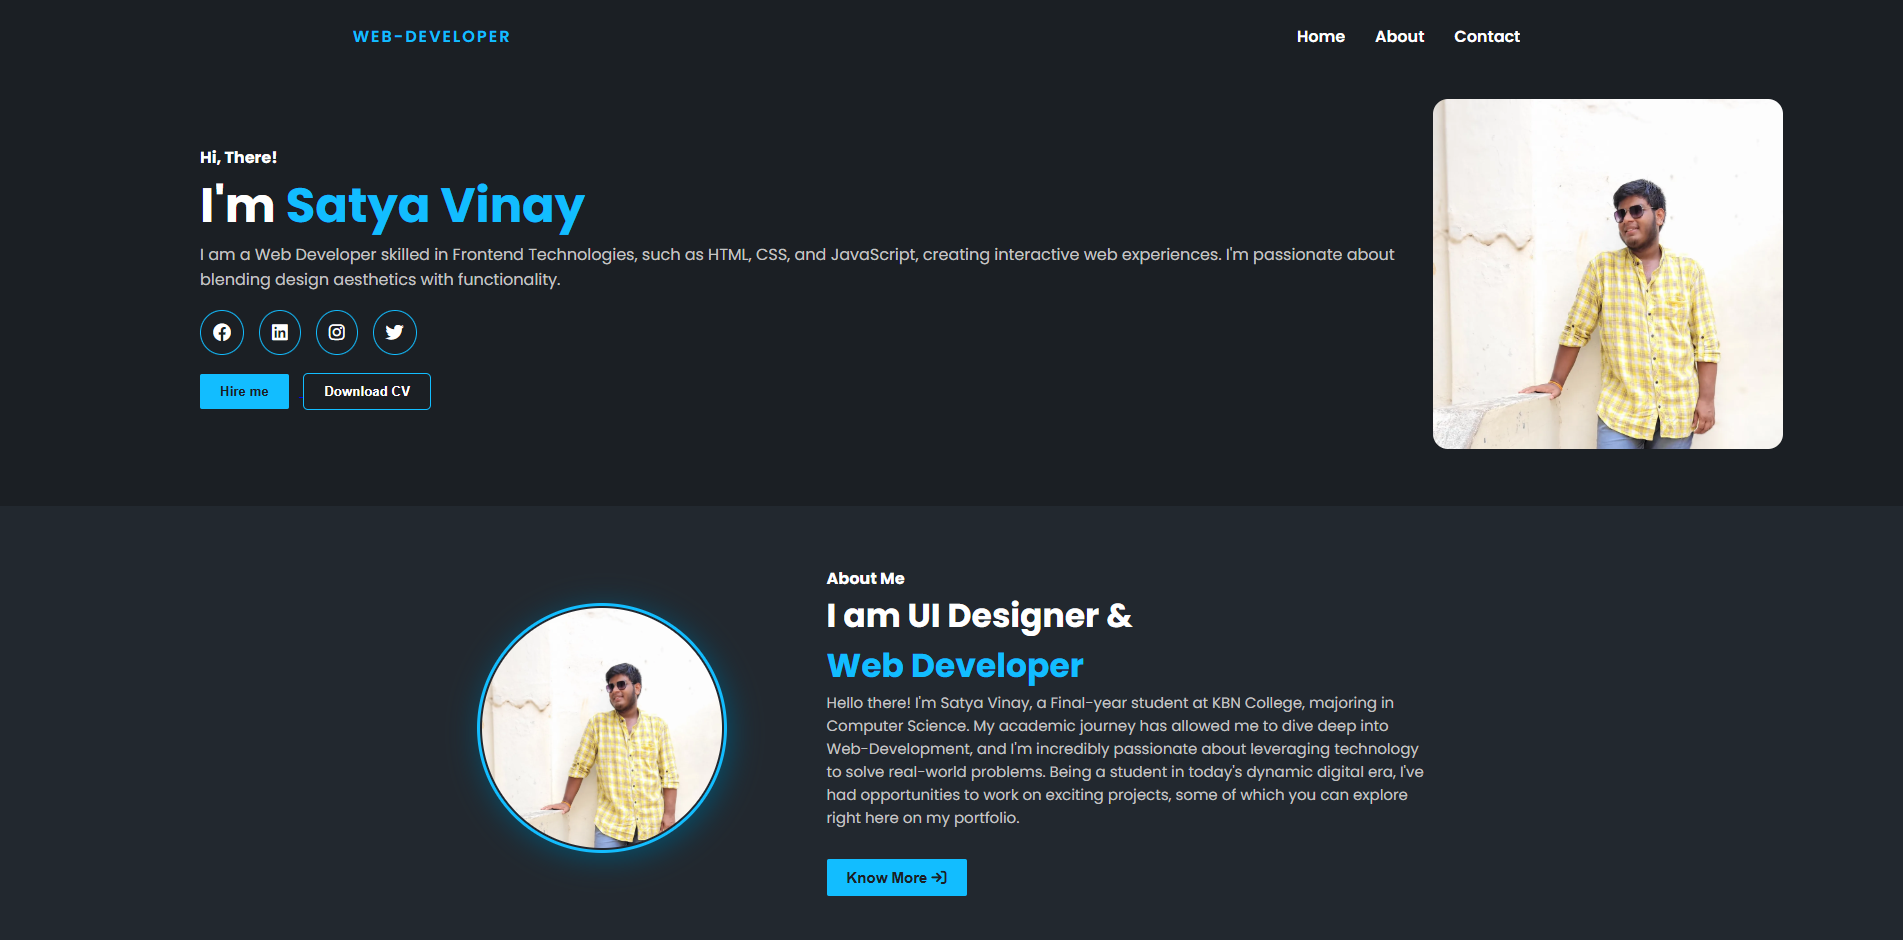 WEB-DEVELOPER
Home About Contact
Hi, There!
I'm Satya Vinay
I am a Web Developer skilled in Frontend Technologies, such as HTML, CSS, and JavaScript, creating interactive web experiences. I'm passionate about
blending design aesthetics with functionality.
Hire me Download CV
About Me
I am UI Designer &
Web Developer
Hello there! I'm Satya Vinay, a Final-year student at KBN College, majoring in
Computer Science. My academic journey has allowed me to dive deep into
Web-Development, and I'm incredibly passionate about leveraging technology
to solve real-world problems. Being a student in today's dynamic digital era, I've
had opportunities to work on exciting projects, some of which you can explore
right here on my portfolio.
Know More